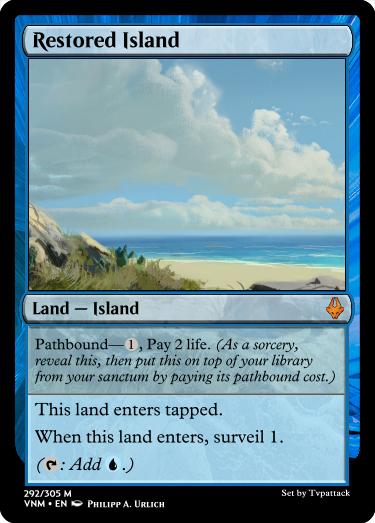 Restored Island
Land — Island
Pathbound—1, Pay 2 life. (As a sorcery,
reveal this, then put this on top of your library
from your sanctum by paying its pathbound cost.)
This land enters tapped.
When this land enters, surveil 1.
(: Add .)
292/305 M
VNM • EN Philipp A. Urlich
Set by Tvpattack